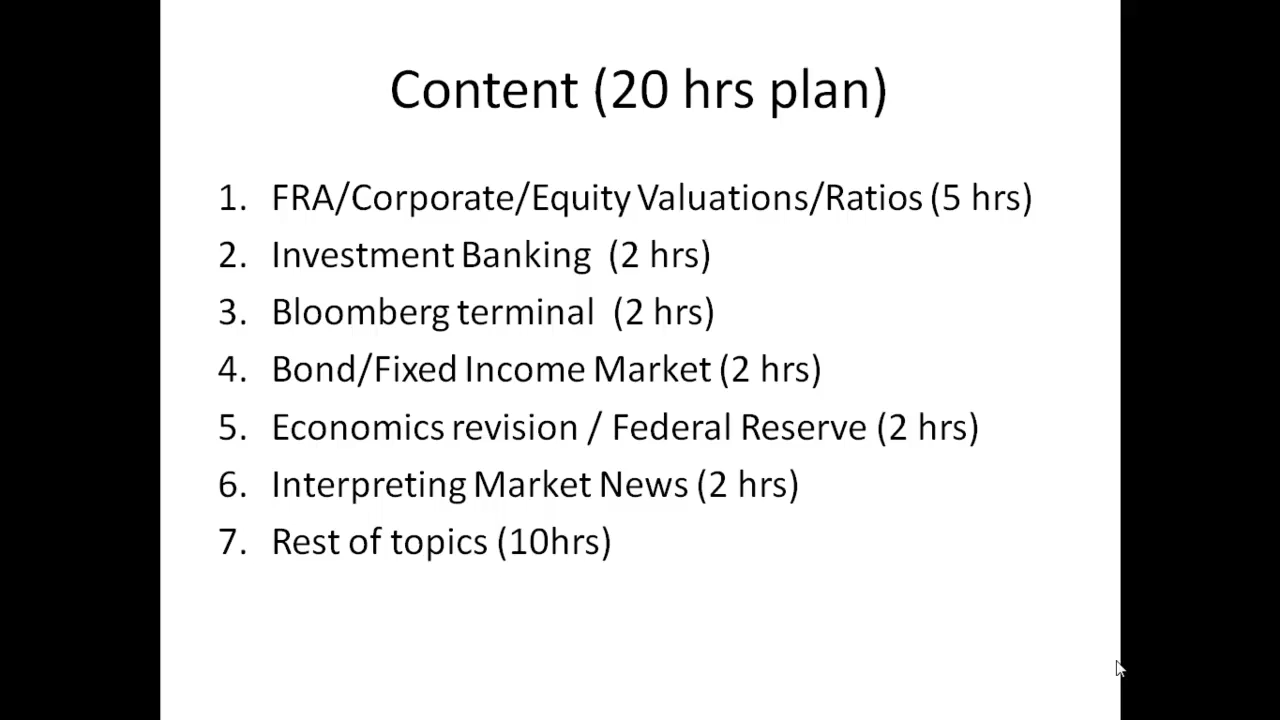 Content (20 hrs plan)
1. FRA/Corporate/Equity Valuations/Ratios (5 hrs)
2. Investment Banking (2 hrs)
3. Bloomberg terminal (2 hrs)
4. Bond/Fixed Income Market (2 hrs)
5. Economics revision / Federal Reserve (2 hrs)
6. Interpreting Market News (2 hrs)
7. Rest of topics (10hrs)